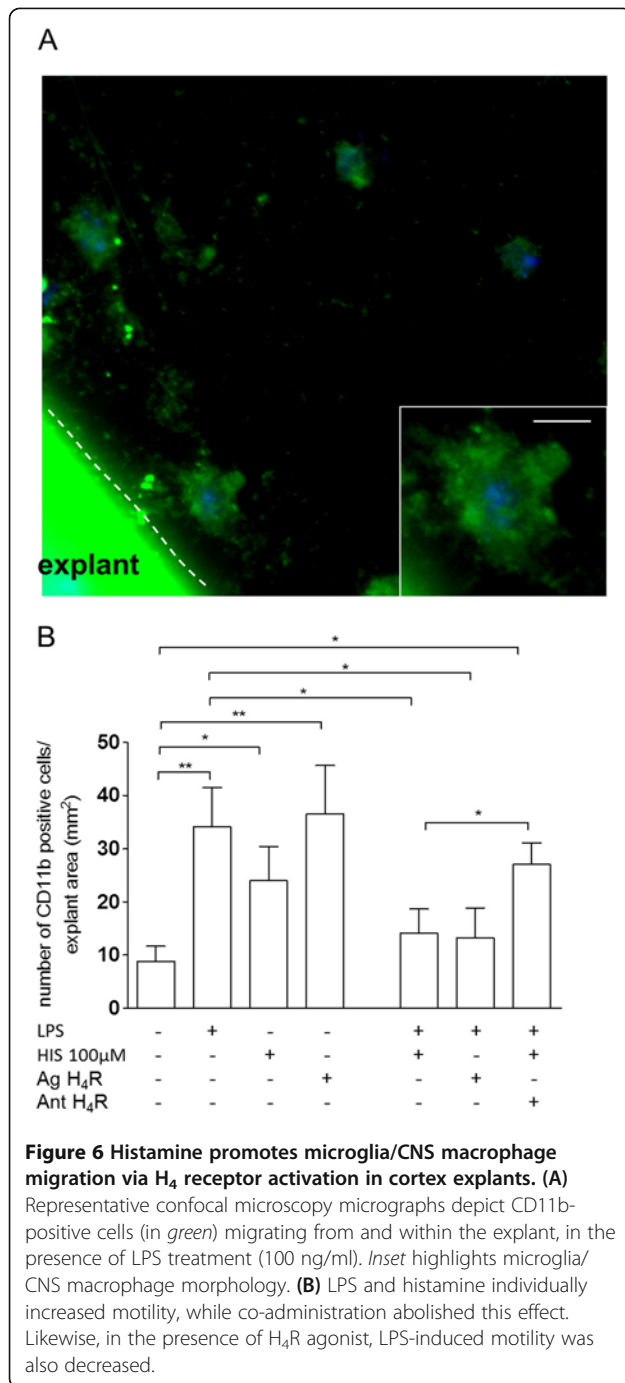 A
explant
B
*
*
*
**
*
**
*
number of CD11b positive cells/
explant area (mm²)
50
40
30
20
10
0
LPS - + - - + + +
HIS 100μM - - + - + - +
Ag H₄R - - - + - + -
Ant H₄R - - - - - - +
Figure 6 Histamine promotes microglia/CNS macrophage
migration via H₄ receptor activation in cortex explants. (A)
Representative confocal microscopy micrographs depict CD11b-
positive cells (in green) migrating from and within the explant, in the
presence of LPS treatment (100 ng/ml). Inset highlights microglia/
CNS macrophage morphology. (B) LPS and histamine individually
increased motility, while co-administration abolished this effect.
Likewise, in the presence of H₄R agonist, LPS-induced motility was
also decreased.